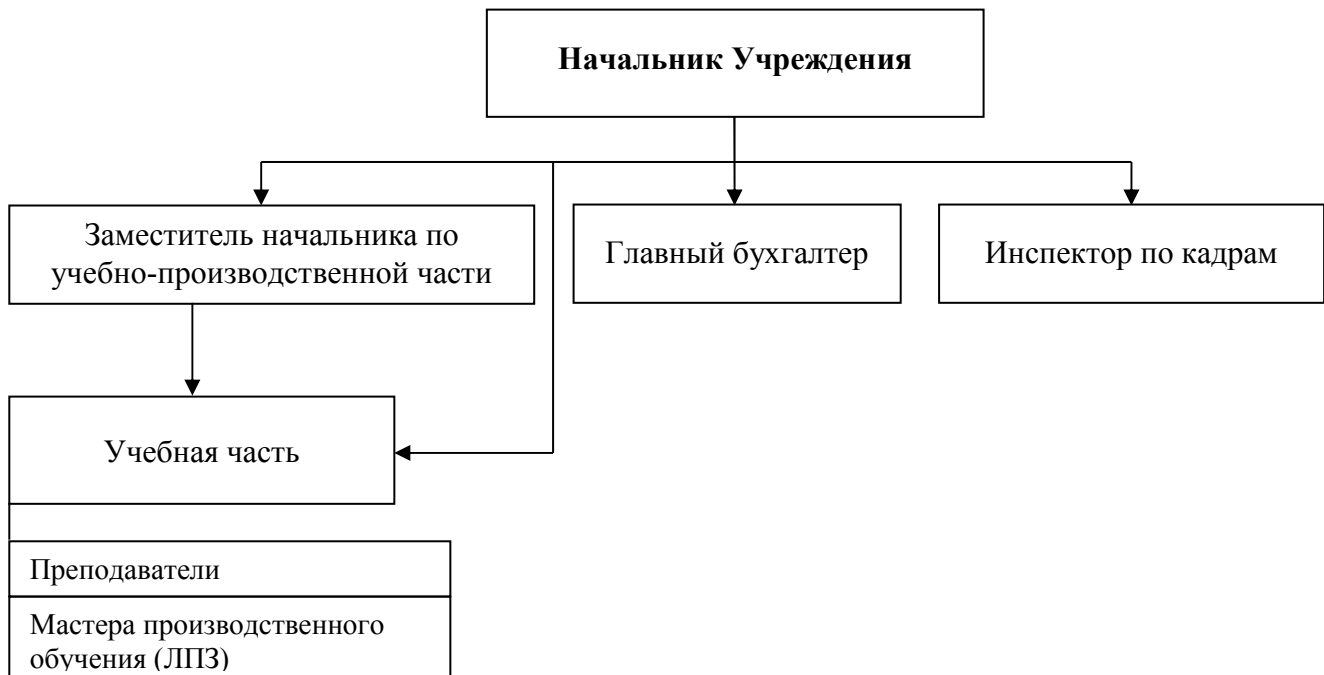 Начальник Учреждения
Заместитель начальника по
учебно-производственной части
Главный бухгалтер
Инспектор по кадрам
Учебная часть
Преподаватели
Мастера производственного
обучения (ЛПЗ)